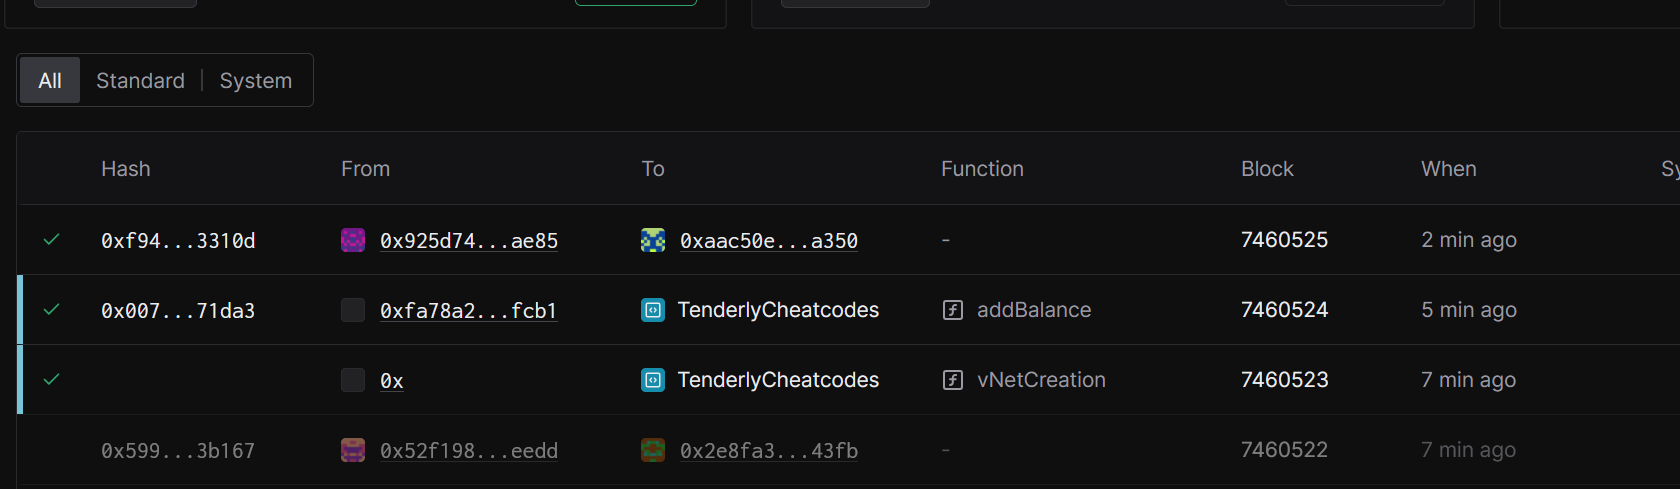 All Standard | System
Hash From To Function Block When Sy
0xf94...3310d 0x925d74...ae85 0xaac50e...a350 - 7460525 2 min ago
0x007...71da3 0xfa78a2...fcb1 TenderlyCheatcodes addBalance 7460524 5 min ago
0x TenderlyCheatcodes vNetCreation 7460523 7 min ago
0x599...3b167 0x52f198...eedd 0x2e8fa3...43fb - 7460522 7 min ago